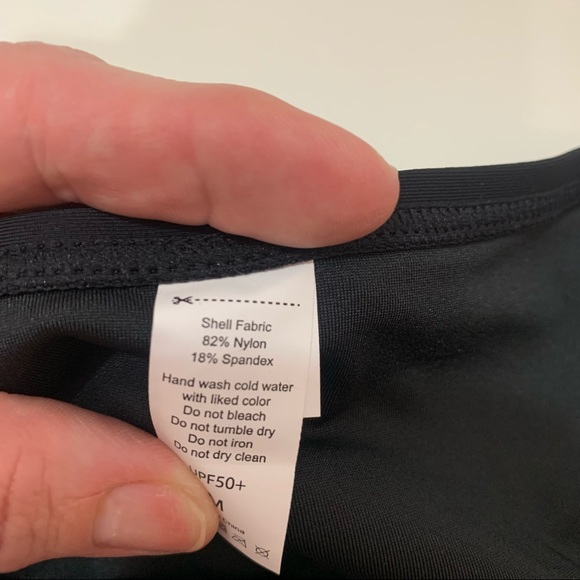 Shell Fabric
82% Nylon
18% Spandex
Hand wash cold water
with liked color
Do not bleach
Do not tumble dry
Do not iron
Do not dry clean
UPF50+
M